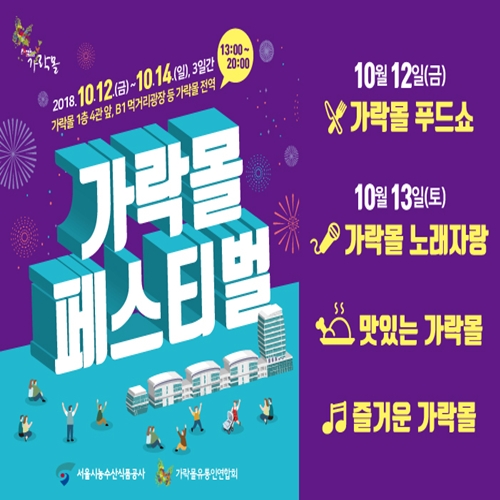 가락몰
2018. 10.12.(금) ~ 10.14.(일), 3일간
13:00~
20:00
가락몰 1층 4관 앞, B1 먹거리광장 등 가락몰 전역
가락몰
페스티벌
서울시농수산식품공사
가락몰유통인연합회
10월 12일(금)
가락몰 푸드쇼
10월 13일(토)
가락몰 노래자랑
맛있는 가락몰
즐거운 가락몰